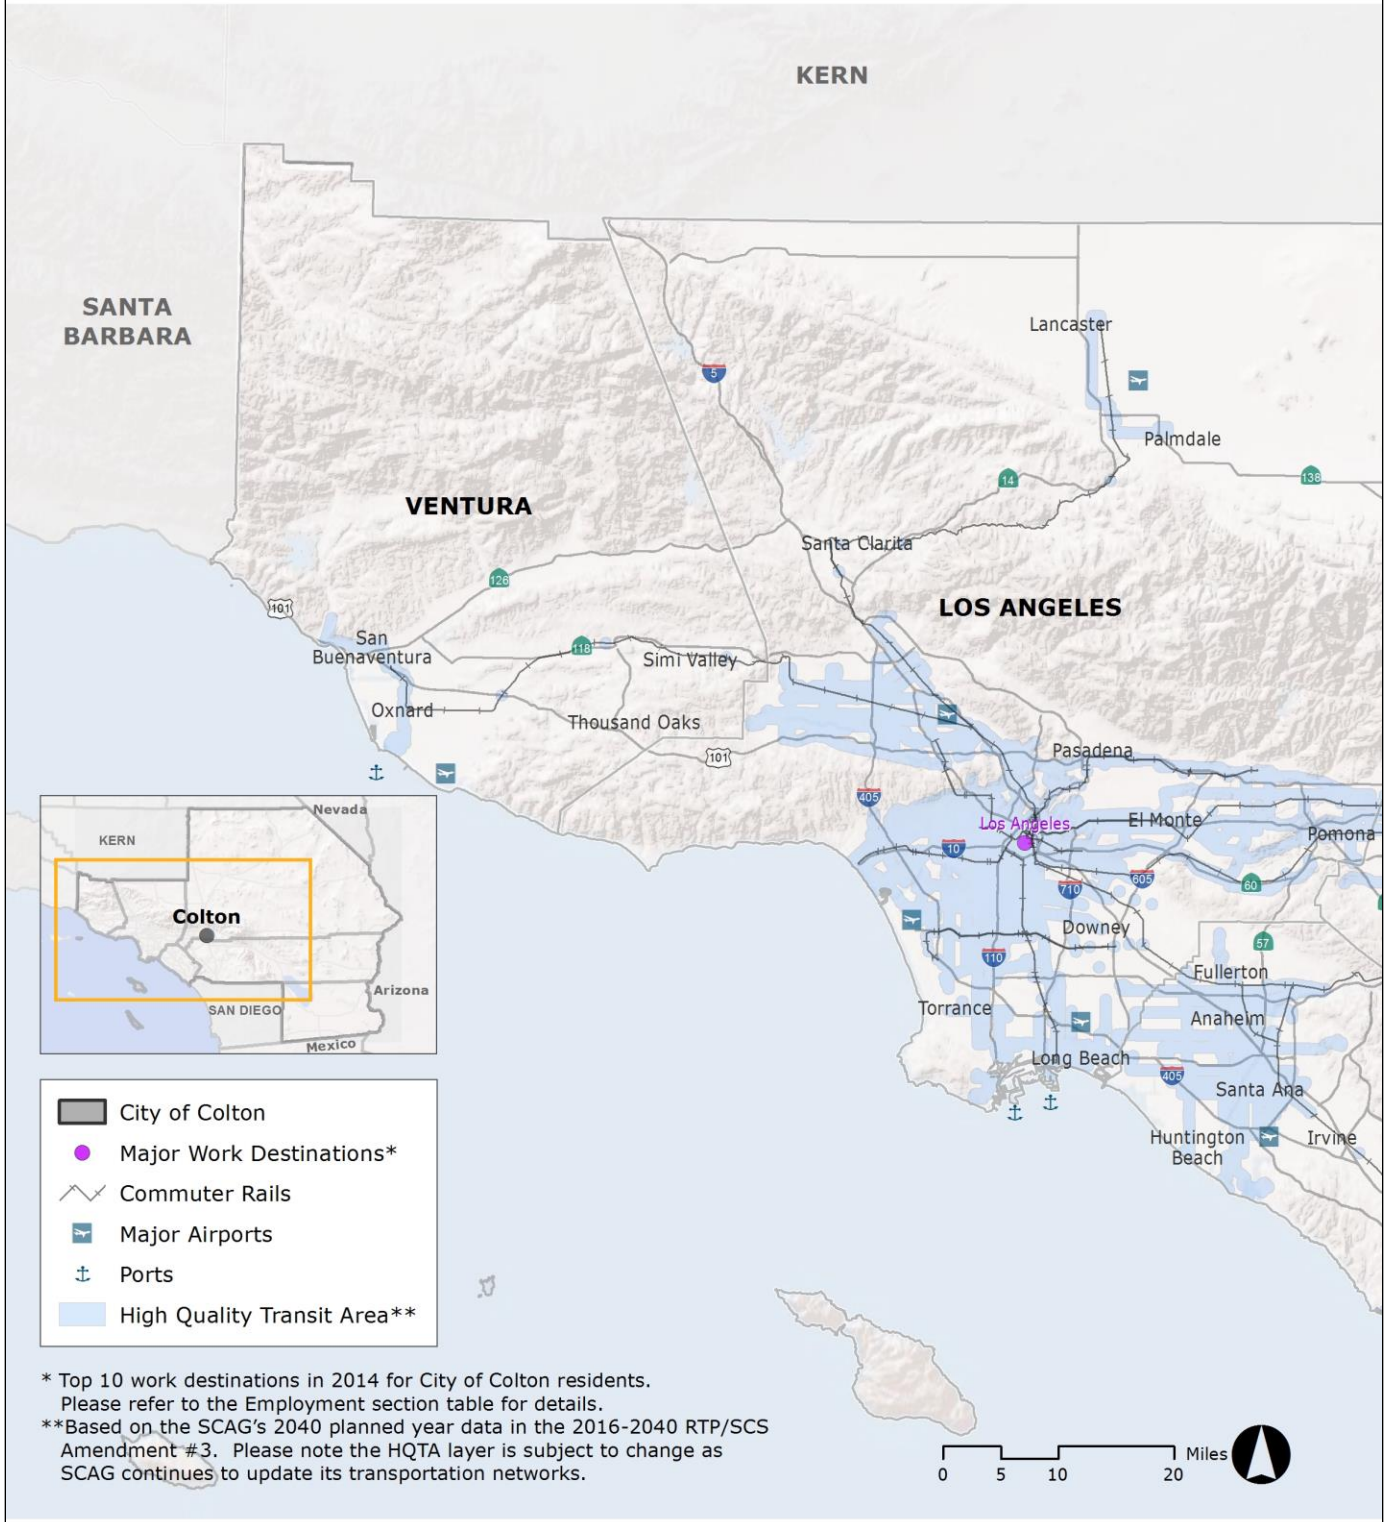 KERN
SANTA
BARBARA
Lancaster
5
Palmdale
14
138
VENTURA
Santa Clarita
126
101
LOS ANGELES
San
Buenaventura
118
Simi Valley
Oxnard
Thousand Oaks
101
Pasadena
405
Los Angeles
El Monte
Pomona
10
605
710
60
Downey
57
110
Fullerton
Torrance
Anaheim
Long Beach
405
Santa Ana
Huntington
Beach
Irvine
Nevada
KERN
Colton
Arizona
SAN DIEGO
Mexico
City of Colton
Major Work Destinations*
Commuter Rails
Major Airports
Ports
High Quality Transit Area**
* Top 10 work destinations in 2014 for City of Colton residents.
Please refer to the Employment section table for details.
**Based on the SCAG's 2040 planned year data in the 2016-2040 RTP/SCS
Amendment #3. Please note the HQTA layer is subject to change as
SCAG continues to update its transportation networks.
Miles
0 5 10 20